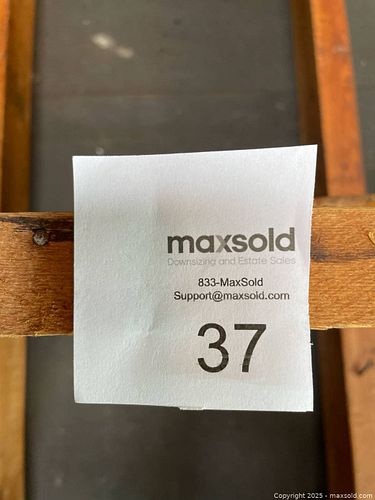 maxsold
Downsizing and Estate Sales
833-MaxSold
Support@maxsold.com
37
Copyright 2025 - maxsold.com